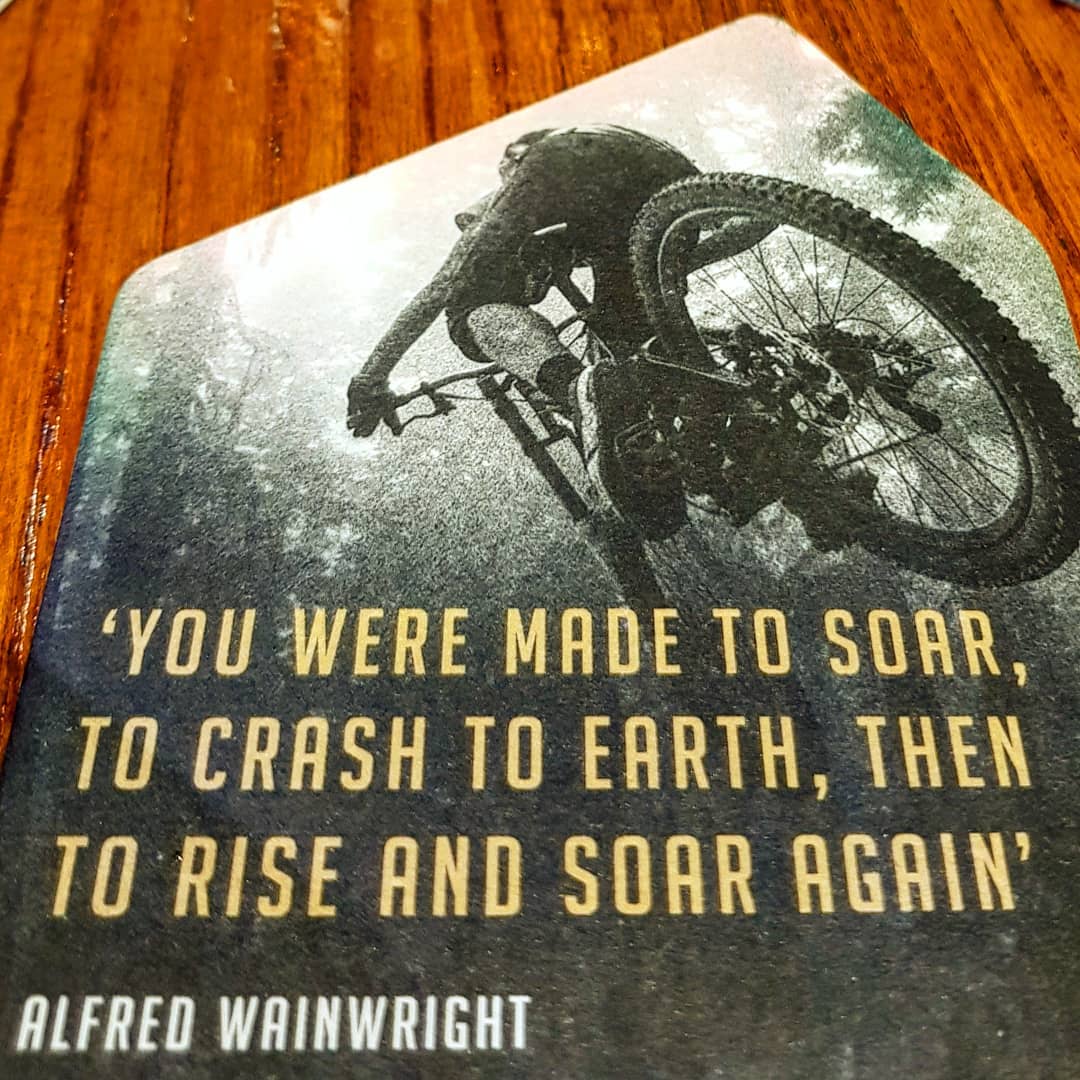 ‘YOU WERE MADE TO SOAR,
TO CRASH TO EARTH, THEN
TO RISE AND SOAR AGAIN’
ALFRED WAINWRIGHT